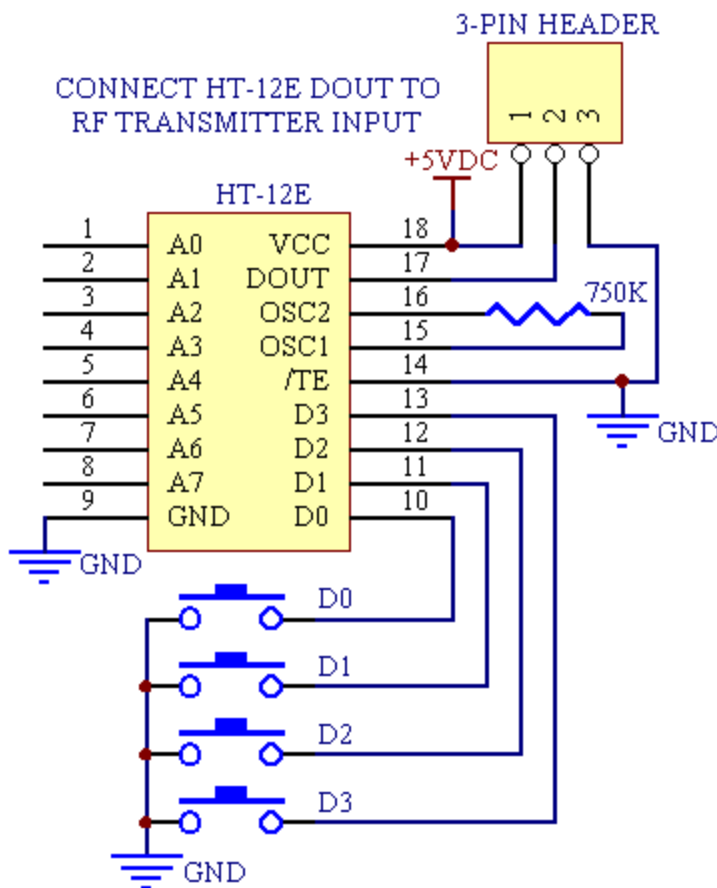 3-PIN HEADER
CONNECT HT-12E DOUT TO
RF TRANSMITTER INPUT
1 2 3
+5VDC
HT-12E
1 A0 VCC 18
2 A1 DOUT 17
3 A2 OSC2 16 750K
4 A3 OSC1 15
5 A4 /TE 14
6 A5 D3 13
GND
7 A6 D2 12
8 A7 D1 11
9 GND D0 10
GND
D0
D1
D2
D3
GND